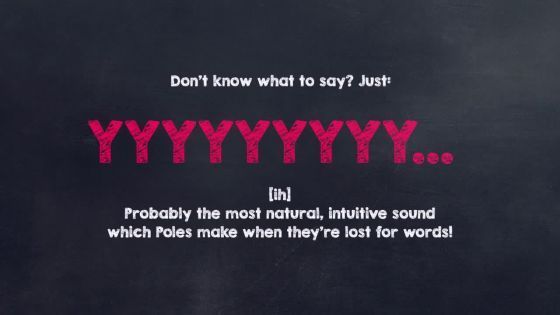 Don't know what to say? Just:
YYYYYYYYY...
[ih]
Probably the most natural, intuitive sound
which Poles make when they're lost for words!